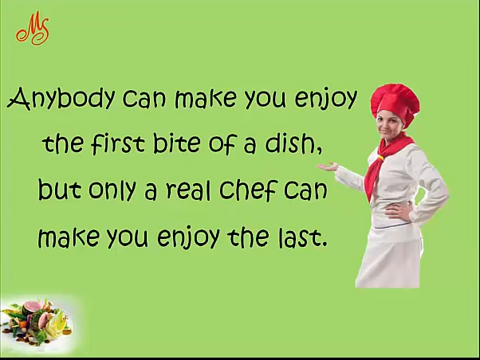 MS
Anybody can make you enjoy
the first bite of a dish,
but only a real chef can
make you enjoy the last.